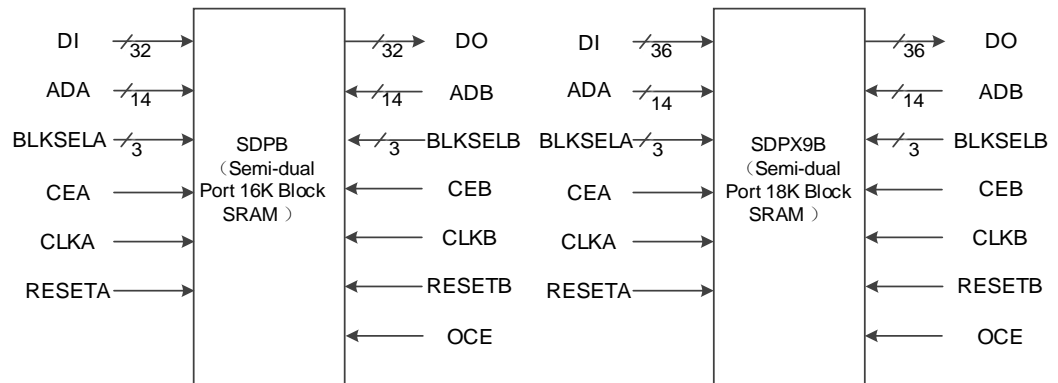 DI
32
ADA
14
BLKSELA
3
CEA
CLKA
RESETA
SDPB
（Semi-dual
Port 16K Block
SRAM ）
32
DO
14
ADB
3
BLKSELB
CEB
CLKB
RESETB
OCE
DI
36
ADA
14
BLKSELA
3
CEA
CLKA
RESETA
SDPX9B
（Semi-dual
Port 18K Block
SRAM ）
36
DO
14
ADB
3
BLKSELB
CEB
CLKB
RESETB
OCE